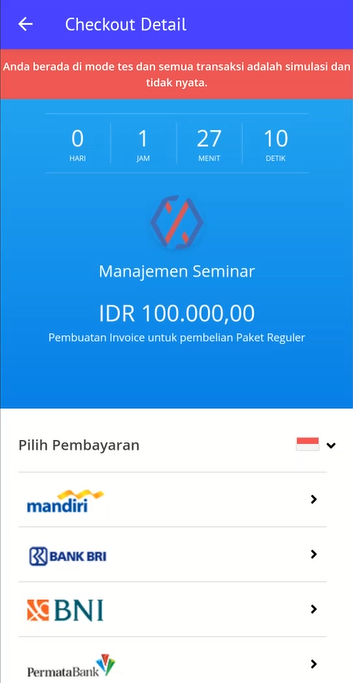 Checkout Detail
Anda berada di mode tes dan semua transaksi adalah simulasi dan
tidak nyata.
0 1 27 10
HARI JAM MENIT DETIK
Manajemen Seminar
IDR 100.000,00
Pembuatan Invoice untuk pembelian Paket Reguler
Pilih Pembayaran
mandiri
BANK BRI
BNI
PermataBank